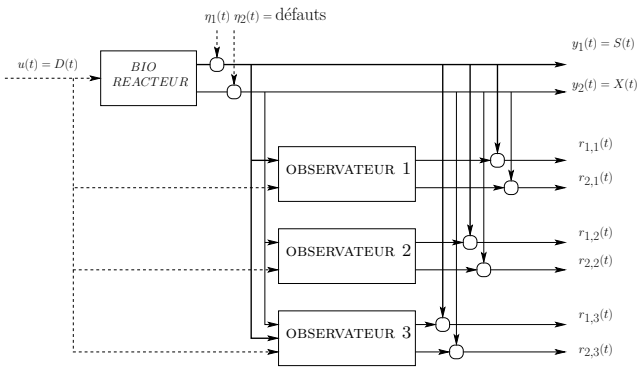 η₁(t) η₂(t) = défauts
u(t) = D(t)
BIO
REACTEUR
y₁(t) = S(t)
y₂(t) = X(t)
OBSERVATEUR 1
r₁,₁(t)
r₂,₁(t)
OBSERVATEUR 2
r₁,₂(t)
r₂,₂(t)
OBSERVATEUR 3
r₁,₃(t)
r₂,₃(t)